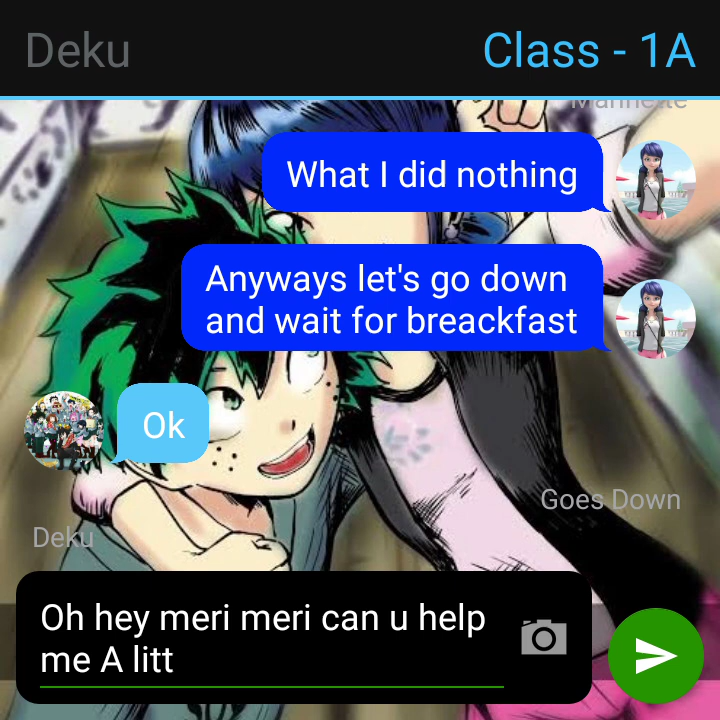 Deku
Class - 1A
Marinette
What I did nothing
Anyways let's go down
and wait for breackfast
Ok
Goes Down
Deku
Oh hey meri meri can u help
me A litt